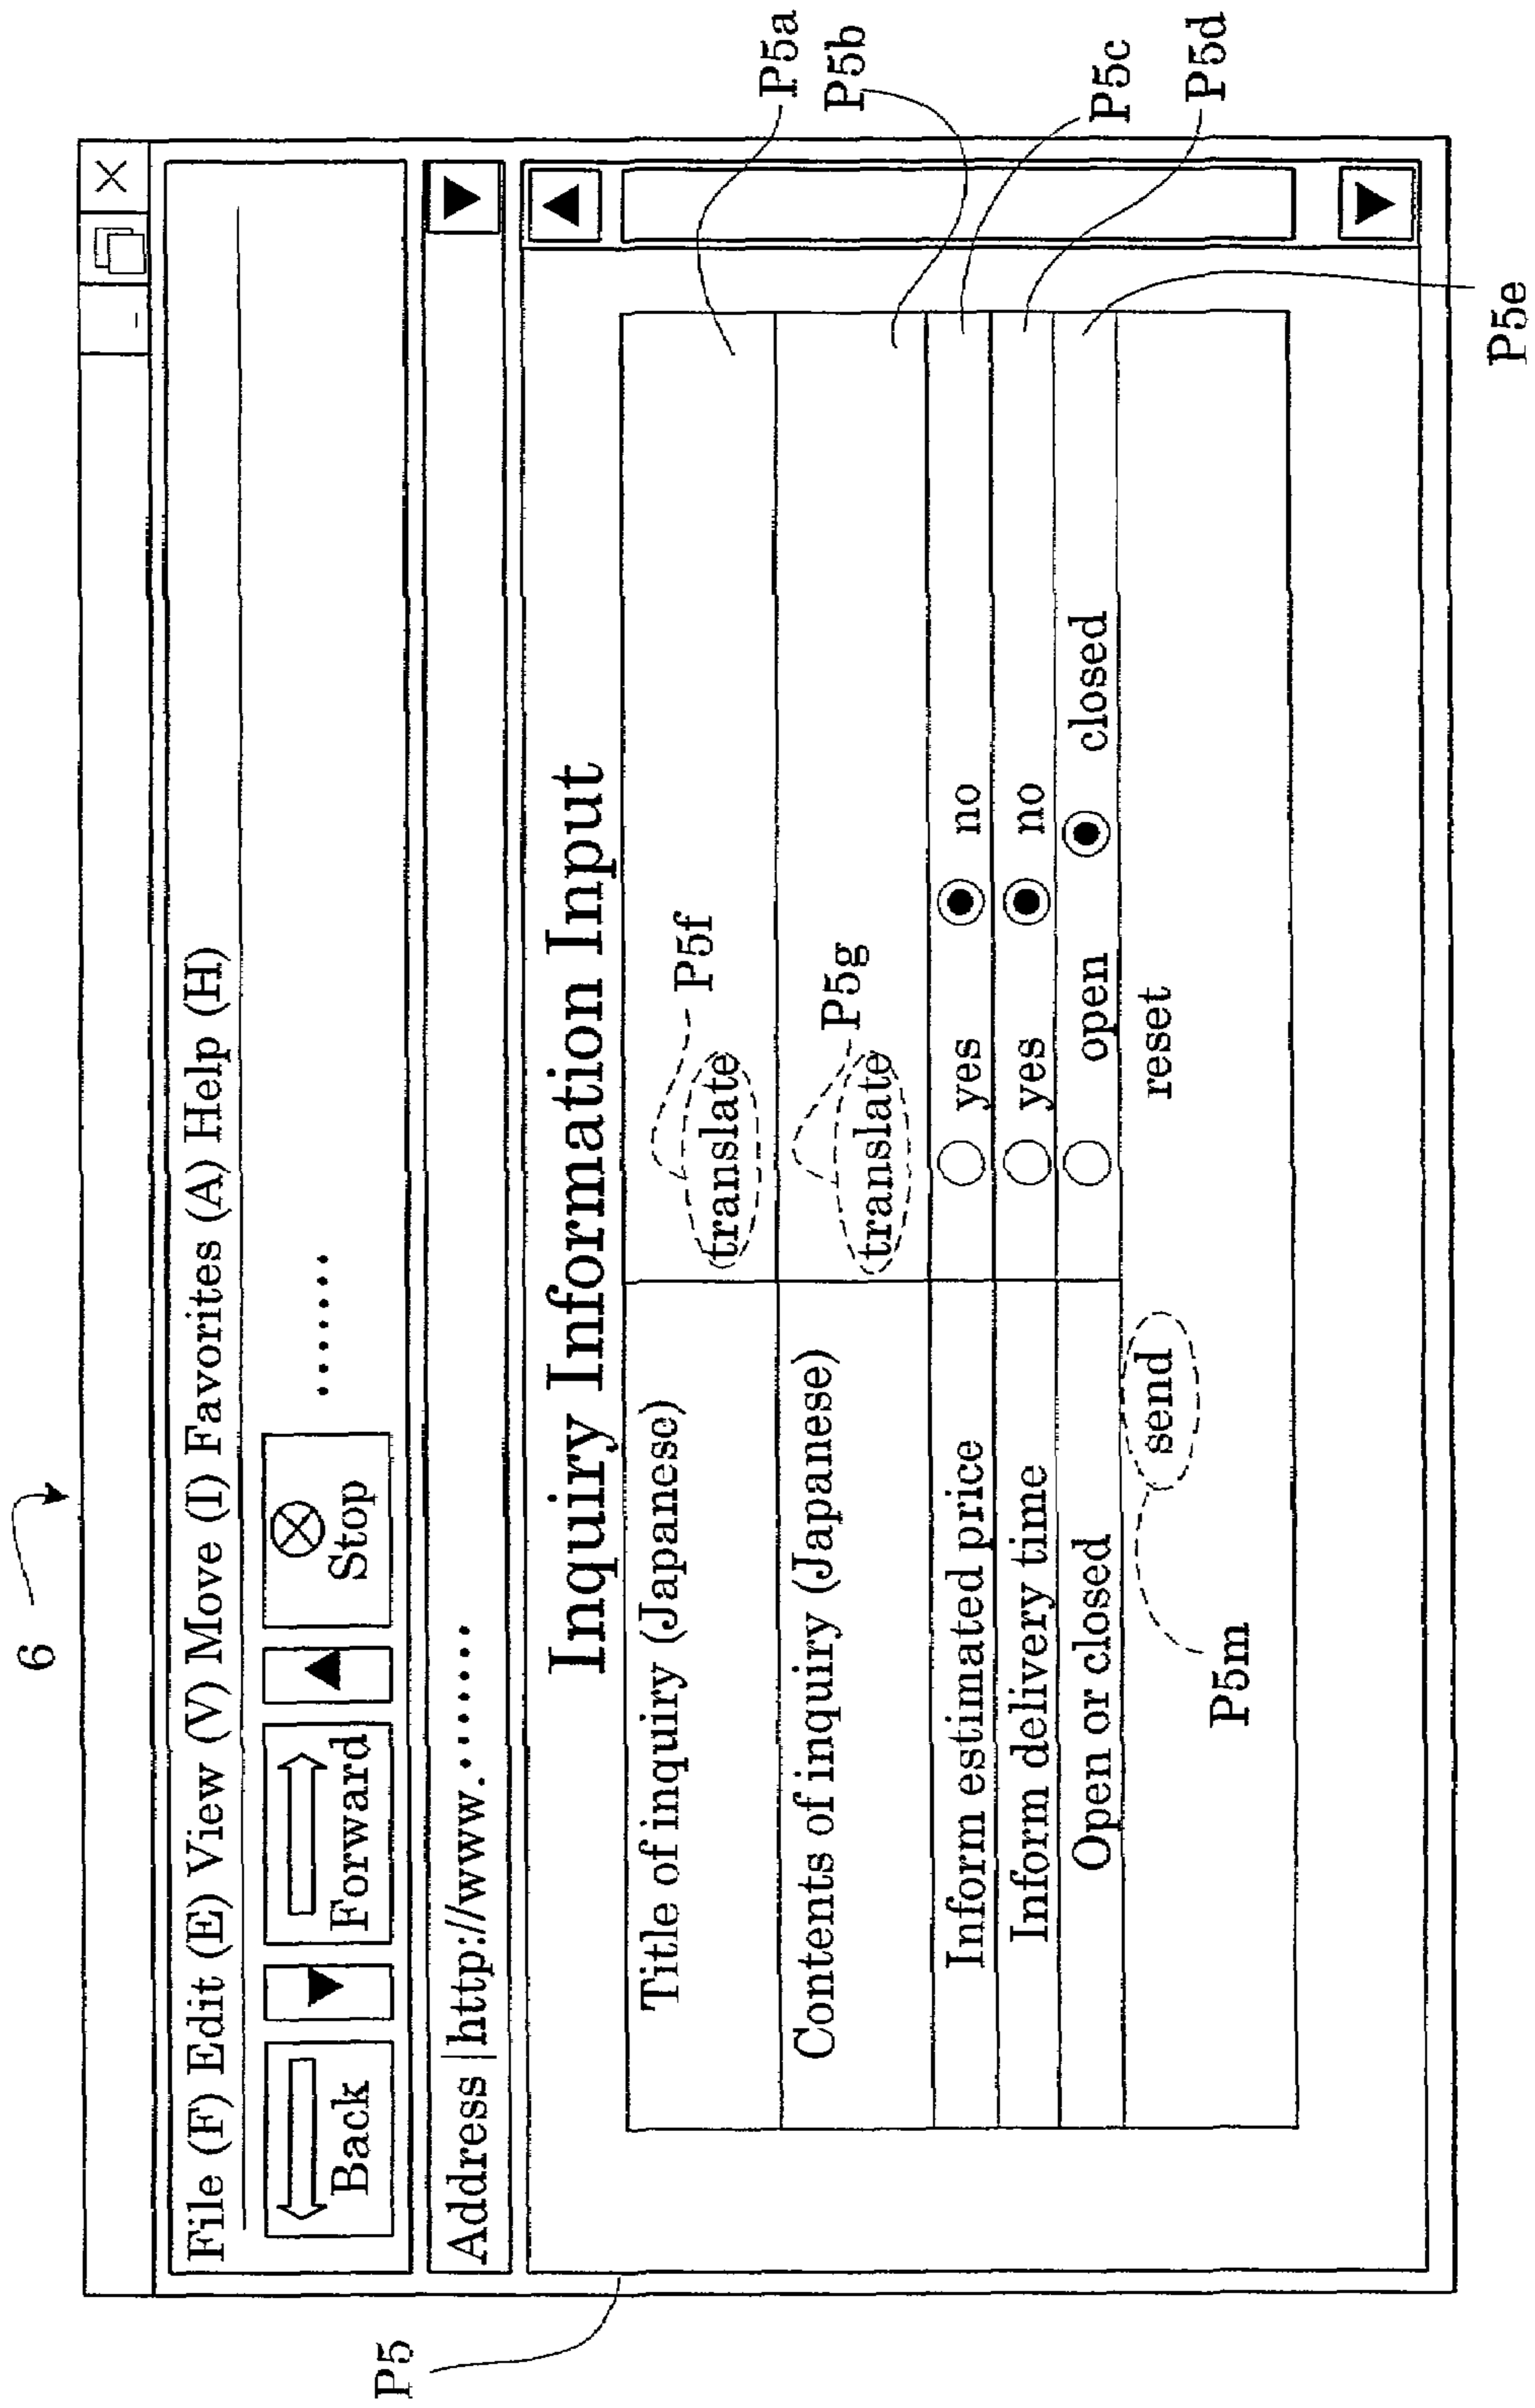 6
File (F) Edit (E) View (V) Move (I) Favorites (A) Help (H)
Back Forward Stop .......
Address http://www........
P5
Inquiry Information Input
Title of inquiry (Japanese)
translate
P5f
P5a
Contents of inquiry (Japanese)
translate
P5g
P5b
Inform estimated price yes no
P5c
Inform delivery time yes no
P5d
Open or closed open closed
P5e
send reset
P5m